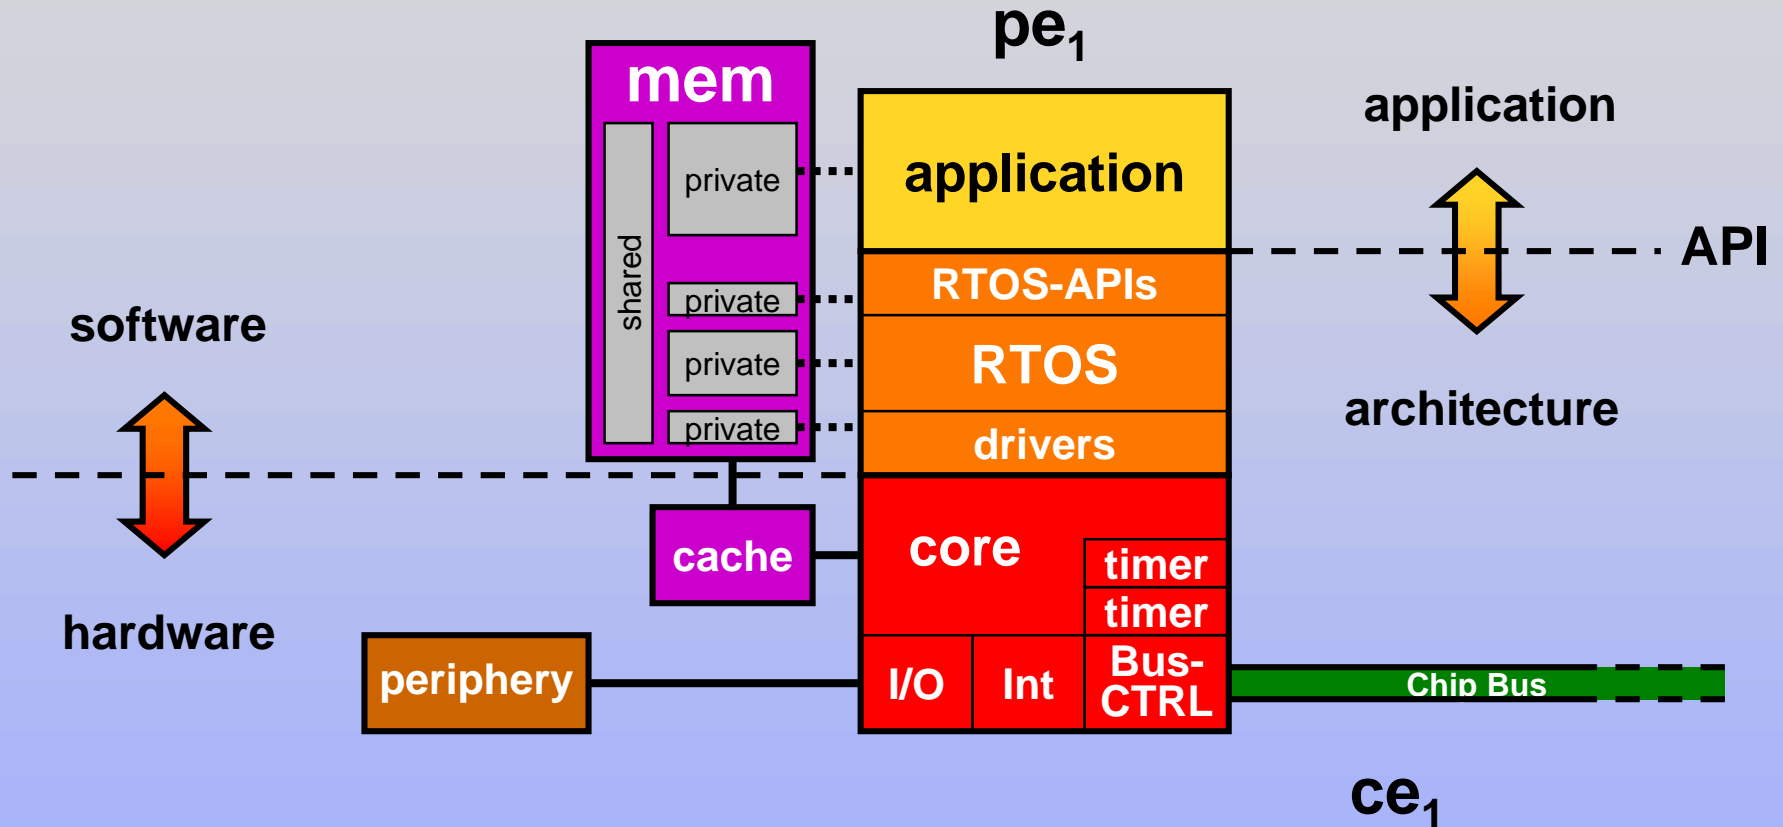 pe1
mem
application
private
application
shared
API
RTOS-APIs
private
software
RTOS
private
architecture
private
drivers
core
cache
timer
timer
hardware
periphery
I/O
Int
Bus-
CTRL
Chip Bus
ce1